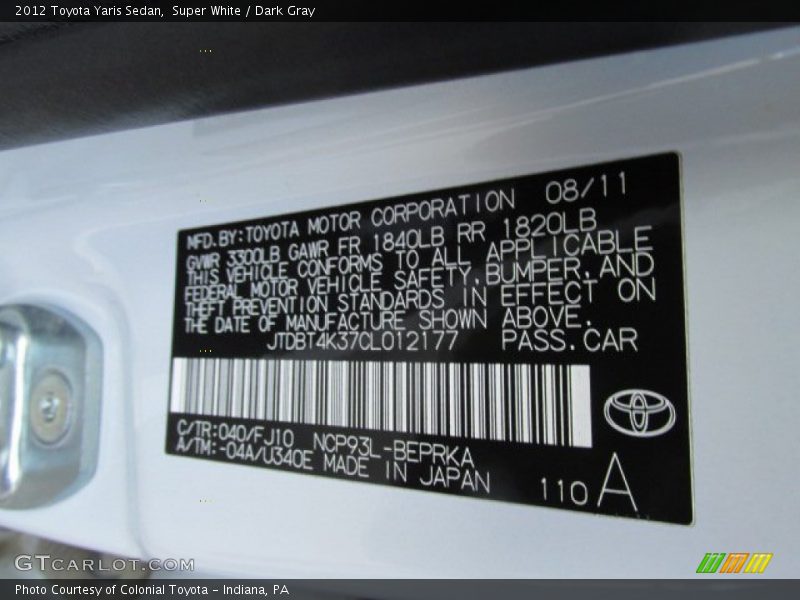 2012 Toyota Yaris Sedan,  Super White / Dark Gray
MFD.BY:TOYOTA MOTOR CORPORATION 08/11
GVWR 3300LB GAWR FR 1840LB RR 1820LB
THIS VEHICLE CONFORMS TO ALL APPLICABLE
FEDERAL MOTOR VEHICLE SAFETY,BUMPER,AND
THEFT PREVENTION STANDARDS IN EFFECT ON
THE DATE OF MANUFACTURE SHOWN ABOVE.
JTDBT4K37CL012177 PASS.CAR
C/TR:040/FJ10 NCP93L-BEPRKA
A/TM:-04A/U340E MADE IN JAPAN
110 A
GTCARLOT.COM
Photo Courtesy of Colonial Toyota - Indiana, PA